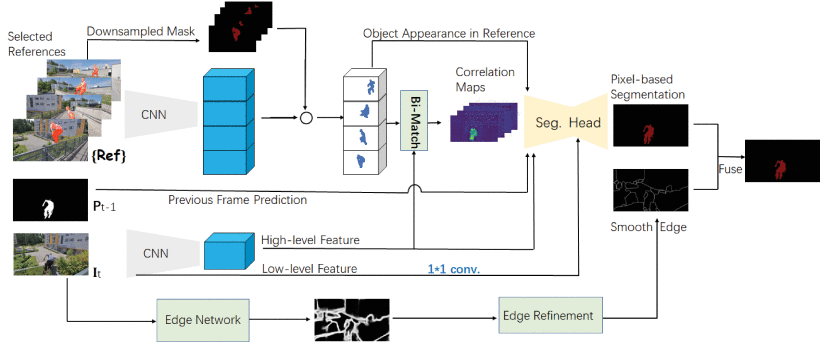 Selected
References
Downsampled Mask
Object Appearance in Reference
Correlation
Maps
Pixel-based
Segmentation
CNN
Bi-Match
Seg. Head
{Ref}
Fuse
Previous Frame Prediction
Pt-1
Smooth Edge
High-level Feature
CNN
Low-level Feature
1*1 conv.
It
Edge Network
Edge Refinement